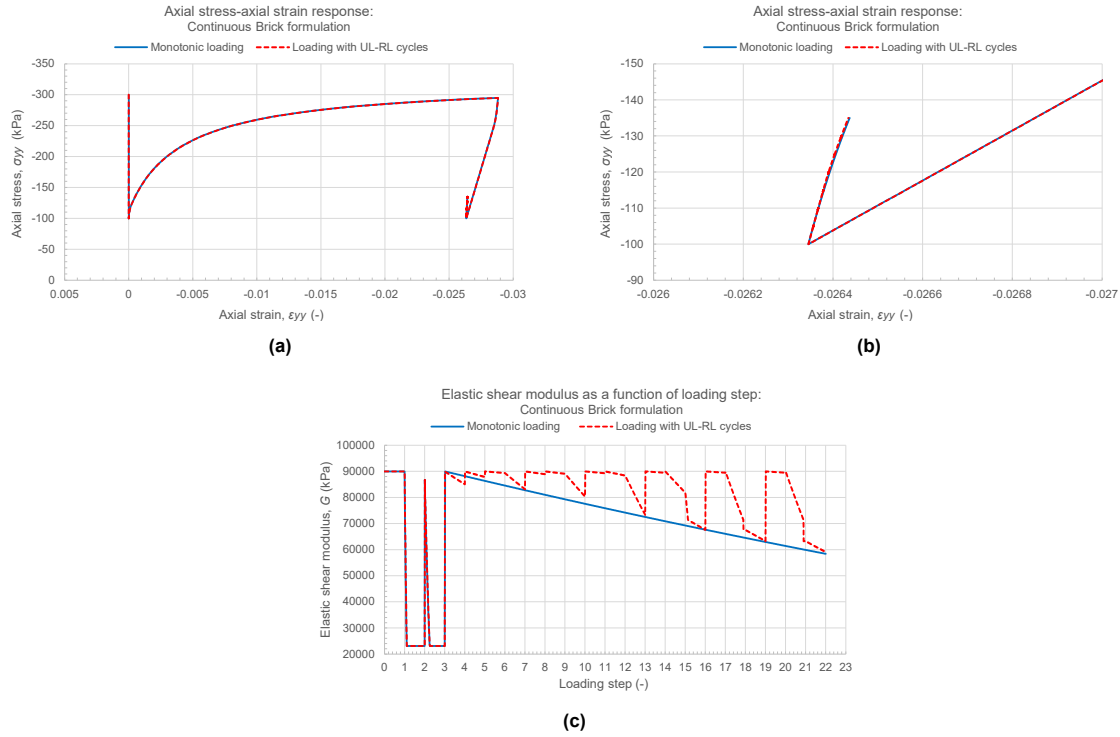 Axial stress-axial strain response:
Continuous Brick formulation
Monotonic loading Loading with UL-RL cycles
-350
-300
-250
-200
-150
-100
-50
0
Axial stress, σyy (kPa)
0.005 0 -0.005 -0.01 -0.015 -0.02 -0.025 -0.03
Axial strain, εyy (-)
(a)
Axial stress-axial strain response:
Continuous Brick formulation
Monotonic loading Loading with UL-RL cycles
-150
-140
-130
-120
-110
-100
-90
Axial stress, σyy (kPa)
-0.026 -0.0262 -0.0264 -0.0266 -0.0268 -0.027
Axial strain, εyy (-)
(b)
Elastic shear modulus as a function of loading step:
Continuous Brick formulation
Monotonic loading Loading with UL-RL cycles
100000
90000
80000
70000
60000
50000
40000
30000
20000
Elastic shear modulus, G (kPa)
0 1 2 3 4 5 6 7 8 9 10 11 12 13 14 15 16 17 18 19 20 21 22 23
Loading step (-)
(c)